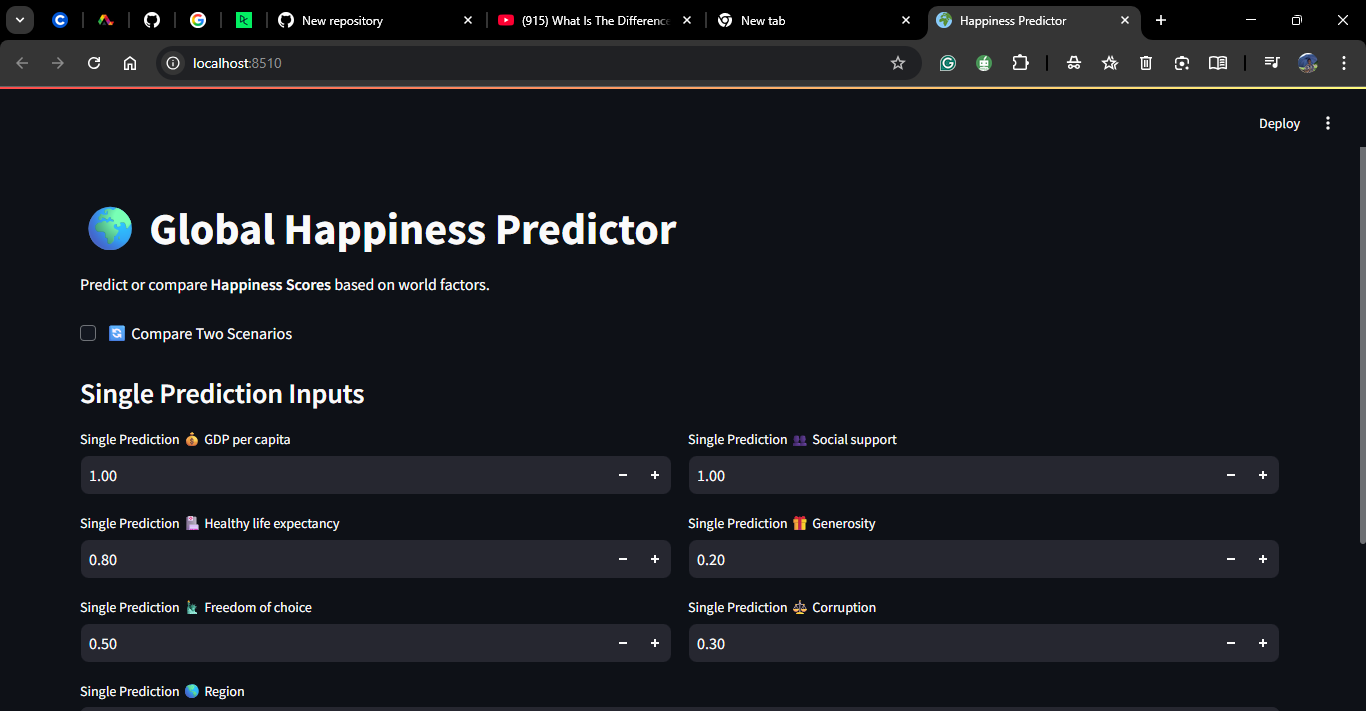 New repository
(915) What Is The Difference
New tab
Happiness Predictor
localhost:8510
Deploy
Global Happiness Predictor
Predict or compare Happiness Scores based on world factors.
Compare Two Scenarios
Single Prediction Inputs
Single Prediction 💰 GDP per capita
Single Prediction 👥 Social support
1.00
1.00
Single Prediction 🏥 Healthy life expectancy
Single Prediction 🎁 Generosity
0.80
0.20
Single Prediction 🗽 Freedom of choice
Single Prediction ⚖️ Corruption
0.50
0.30
Single Prediction 🌍 Region